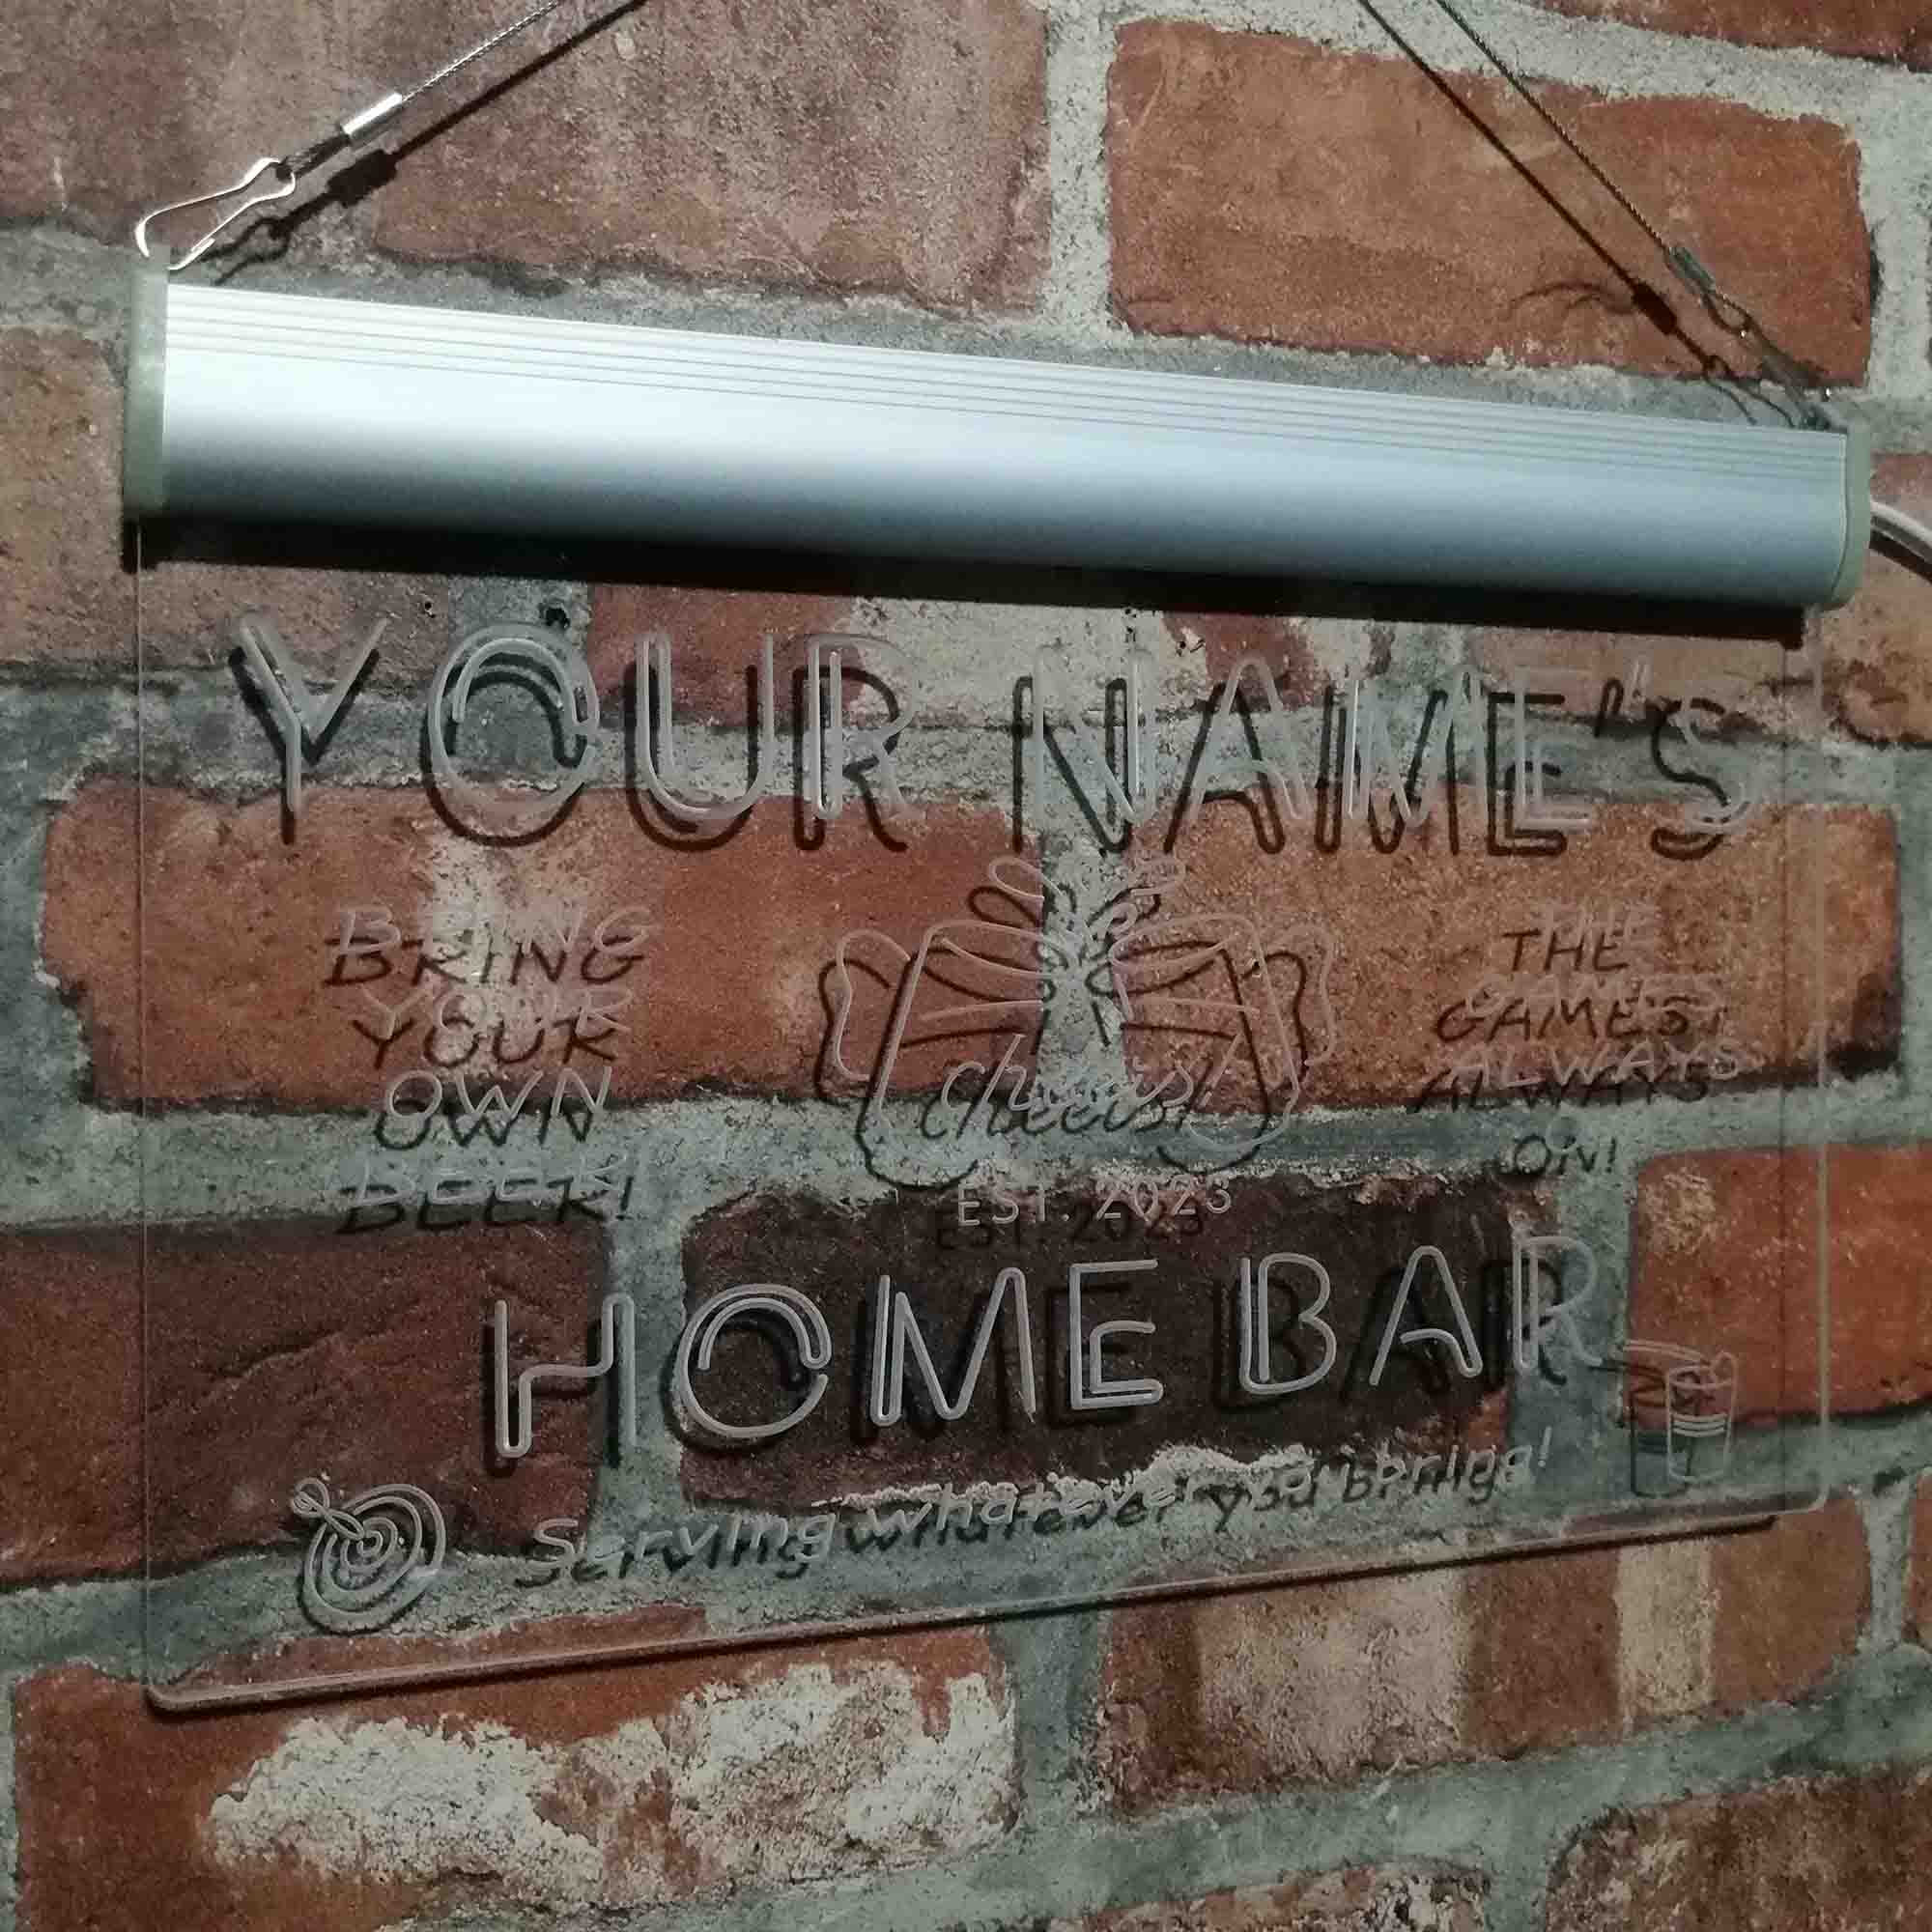 YOUR NAME'S
BRING
YOUR
OWN
BEER!
cheers!
EST. 2023
THE
GAMES
ALWAYS
ON!
HOME BAR
Serving whatever you bring!